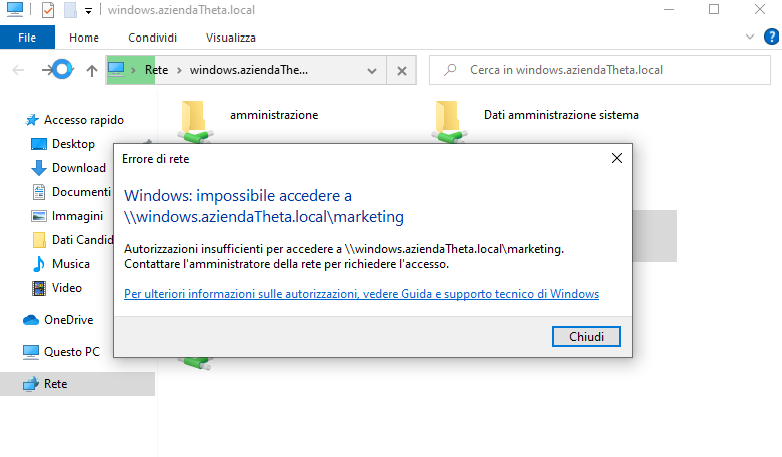 windows.aziendaTheta.local
File Home Condividi Visualizza
Rete windows.aziendaThe... Cerca in windows.aziendaTheta.local
Accesso rapido
Desktop
Download
Documenti
Immagini
Dati Candid
Musica
Video
OneDrive
Questo PC
Rete
amministrazione
Dati amministrazione sistema
Errore di rete
Windows: impossibile accedere a
\\windows.aziendaTheta.local\marketing
Autorizzazioni insufficienti per accedere a \\windows.aziendaTheta.local\marketing.
Contattare l'amministratore della rete per richiedere l'accesso.
Per ulteriori informazioni sulle autorizzazioni, vedere Guida e supporto tecnico di Windows
Chiudi